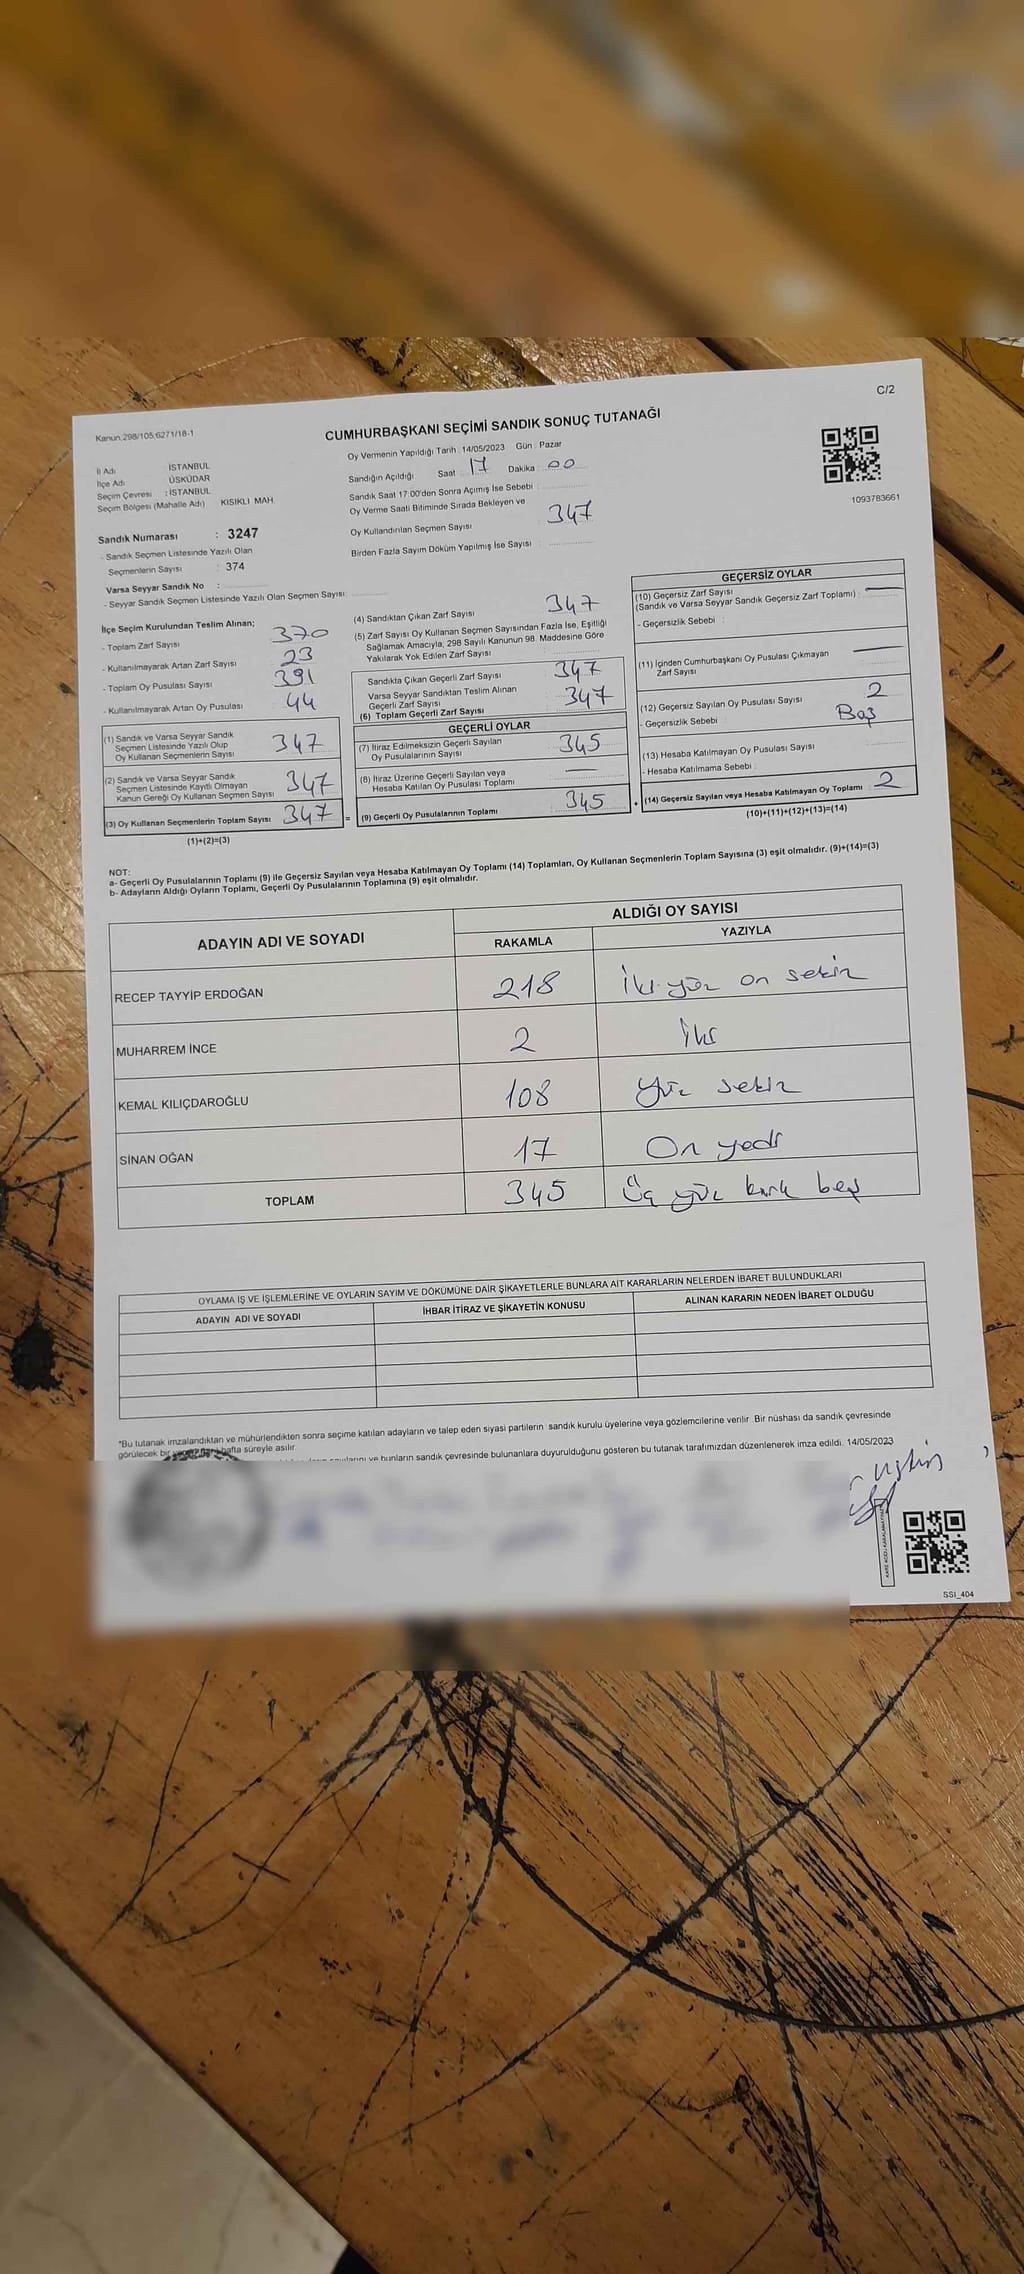 C/2
Kanun:298/105;6271/18-1
CUMHURBAŞKANI SEÇİMİ SANDIK SONUÇ TUTANAĞI
Oy Vermenin Yapıldığı Tarih :14/05/2023 Gün : Pazar
İl Adı İSTANBUL
İlçe Adı ÜSKÜDAR
Seçim Çevresi : İSTANBUL
Seçim Bölgesi (Mahalle Adı) KISIKLI MAH.
Sandığın Açıldığı Saat 17 Dakika 00
Sandık Saat 17:00'den Sonra Açımış İse Sebebi :
Oy Verme Saati Bitiminde Sırada Bekleyen ve
Oy Kullandırılan Seçmen Sayısı 347
Birden Fazla Sayım Döküm Yapılmış İse Sayısı :
1093783661
Sandık Numarası : 3247
- Sandık Seçmen Listesinde Yazılı Olan
Seçmenlerin Sayısı : 374
Varsa Seyyar Sandık No :
- Seyyar Sandık Seçmen Listesinde Yazılı Olan Seçmen Sayısı:
İlçe Seçim Kurulundan Teslim Alınan;
- Toplam Zarf Sayısı 370
- Kullanılmayarak Artan Zarf Sayısı 23
- Toplam Oy Pusulası Sayısı 391
- Kullanılmayarak Artan Oy Pusulası 44
(1) Sandık ve Varsa Seyyar Sandık
Seçmen Listesinde Yazılı Olup
Oy Kullanan Seçmenlerin Sayısı 347
(2) Sandık ve Varsa Seyyar Sandık
Seçmen Listesinde Kayıtlı Olmayan
Kanun Gereği Oy Kullanan Seçmen Sayısı 347
(3) Oy Kullanan Seçmenlerin Toplam Sayısı 347 =
(1)+(2)=(3)
(4) Sandıktan Çıkan Zarf Sayısı 347
(5) Zarf Sayısı Oy Kullanan Seçmen Sayısından Fazla İse, Eşitliği
Sağlamak Amacıyla, 298 Sayılı Kanunun 98. Maddesine Göre
Yakılarak Yok Edilen Zarf Sayısı
Sandıkta Çıkan Geçerli Zarf Sayısı 347
Varsa Seyyar Sandıktan Teslim Alınan
Geçerli Zarf Sayısı 347
(6) Toplam Geçerli Zarf Sayısı
GEÇERLİ OYLAR
(7) İtiraz Edilmeksizin Geçerli Sayılan
Oy Pusulalarının Sayısı 345
(8) İtiraz Üzerine Geçerli Sayılan veya
Hesaba Katılan Oy Pusulası Toplamı —
(9) Geçerli Oy Pusulalarının Toplamı 345 +
GEÇERSİZ OYLAR
(10) Geçersiz Zarf Sayısı
(Sandık ve Varsa Seyyar Sandık Geçersiz Zarf Toplamı) : —
- Geçersizlik Sebebi :
(11) İçinden Cumhurbaşkanı Oy Pusulası Çıkmayan
Zarf Sayısı —
(12) Geçersiz Sayılan Oy Pusulası Sayısı 2
- Geçersizlik Sebebi : Boş
(13) Hesaba Katılmayan Oy Pusulası Sayısı
- Hesaba Katılmama Sebebi :
(14) Geçersiz Sayılan veya Hesaba Katılmayan Oy Toplamı : 2
(10)+(11)+(12)+(13)=(14)
NOT:
a- Geçerli Oy Pusulalarının Toplamı (9) ile Geçersiz Sayılan veya Hesaba Katılmayan Oy Toplamı (14) Toplamları, Oy Kullanan Seçmenlerin Toplam Sayısına (3) eşit olmalıdır. (9)+(14)=(3)
b- Adayların Aldığı Oyların Toplamı, Geçerli Oy Pusulalarının Toplamına (9) eşit olmalıdır.
ADAYIN ADI VE SOYADI ALDIĞI OY SAYISI
RAKAMLA YAZIYLA
RECEP TAYYİP ERDOĞAN 218 İki yüz on sekiz
MUHARREM İNCE 2 İki
KEMAL KILIÇDAROĞLU 108 Yüz sekiz
SİNAN OĞAN 17 On yedi
TOPLAM 345 Üç yüz kırk beş
OYLAMA İŞ VE İŞLEMLERİNE VE OYLARIN SAYIM VE DÖKÜMÜNE DAİR ŞİKAYETLERLE BUNLARA AİT KARARLARIN NELERDEN İBARET BULUNDUKLARI
ADAYIN ADI VE SOYADI İHBAR İTİRAZ VE ŞİKAYETİN KONUSU ALINAN KARARIN NEDEN İBARET OLDUĞU
*Bu tutanak imzalandıktan ve mühürlendikten sonra seçime katılan adayların ve talep eden siyasi partilerin sandık kurulu üyelerine veya gözlemcilerine verilir. Bir nüshası da sandık çevresinde
görülecek bir hafta süreyle asılır.
ve bunların sandık çevresinde bulunanlara duyurulduğunu gösteren bu tutanak tarafımızdan düzenlenerek imza edildi. 14/05/2023
SSI_404